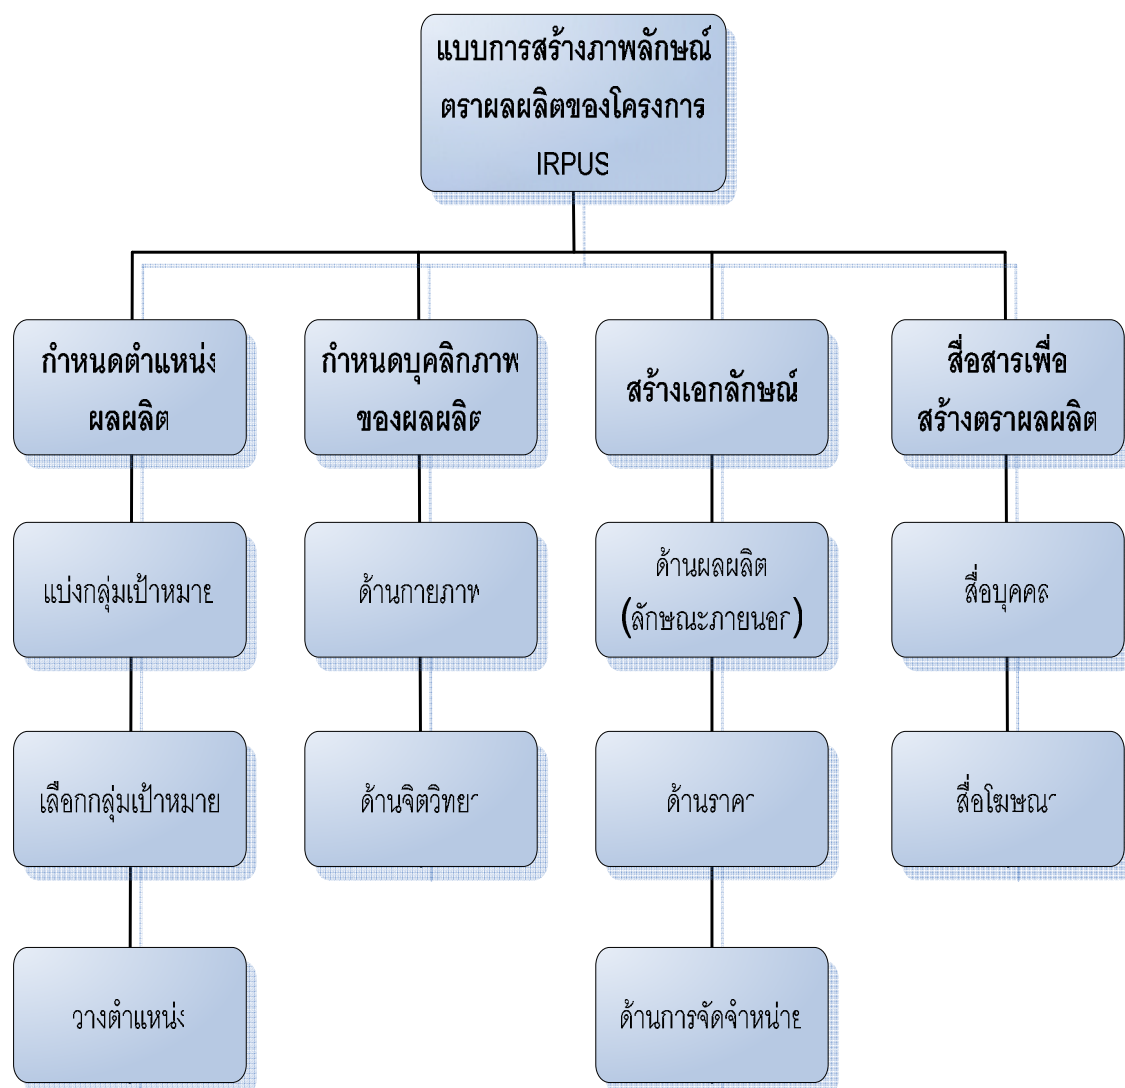 แบบการสร้างภาพลักษณ์
ตราผลผลิตของโครงการ
IRPUS
กำหนดตำแหน่ง
ผลผลิต
กำหนดบุคลิกภาพ
ของผลผลิต
สร้างเอกลักษณ์
สื่อสารเพื่อ
สร้างตราผลผลิต
แบ่งกลุ่มเป้าหมาย
ด้านกายภาพ
ด้านผลผลิต
(ลักษณะภายนอก)
สื่อบุคคล
เลือกกลุ่มเป้าหมาย
ด้านจิตวิทยา
ด้านราคา
สื่อโฆษณา
วางตำแหน่ง
ด้านการจัดจำหน่าย